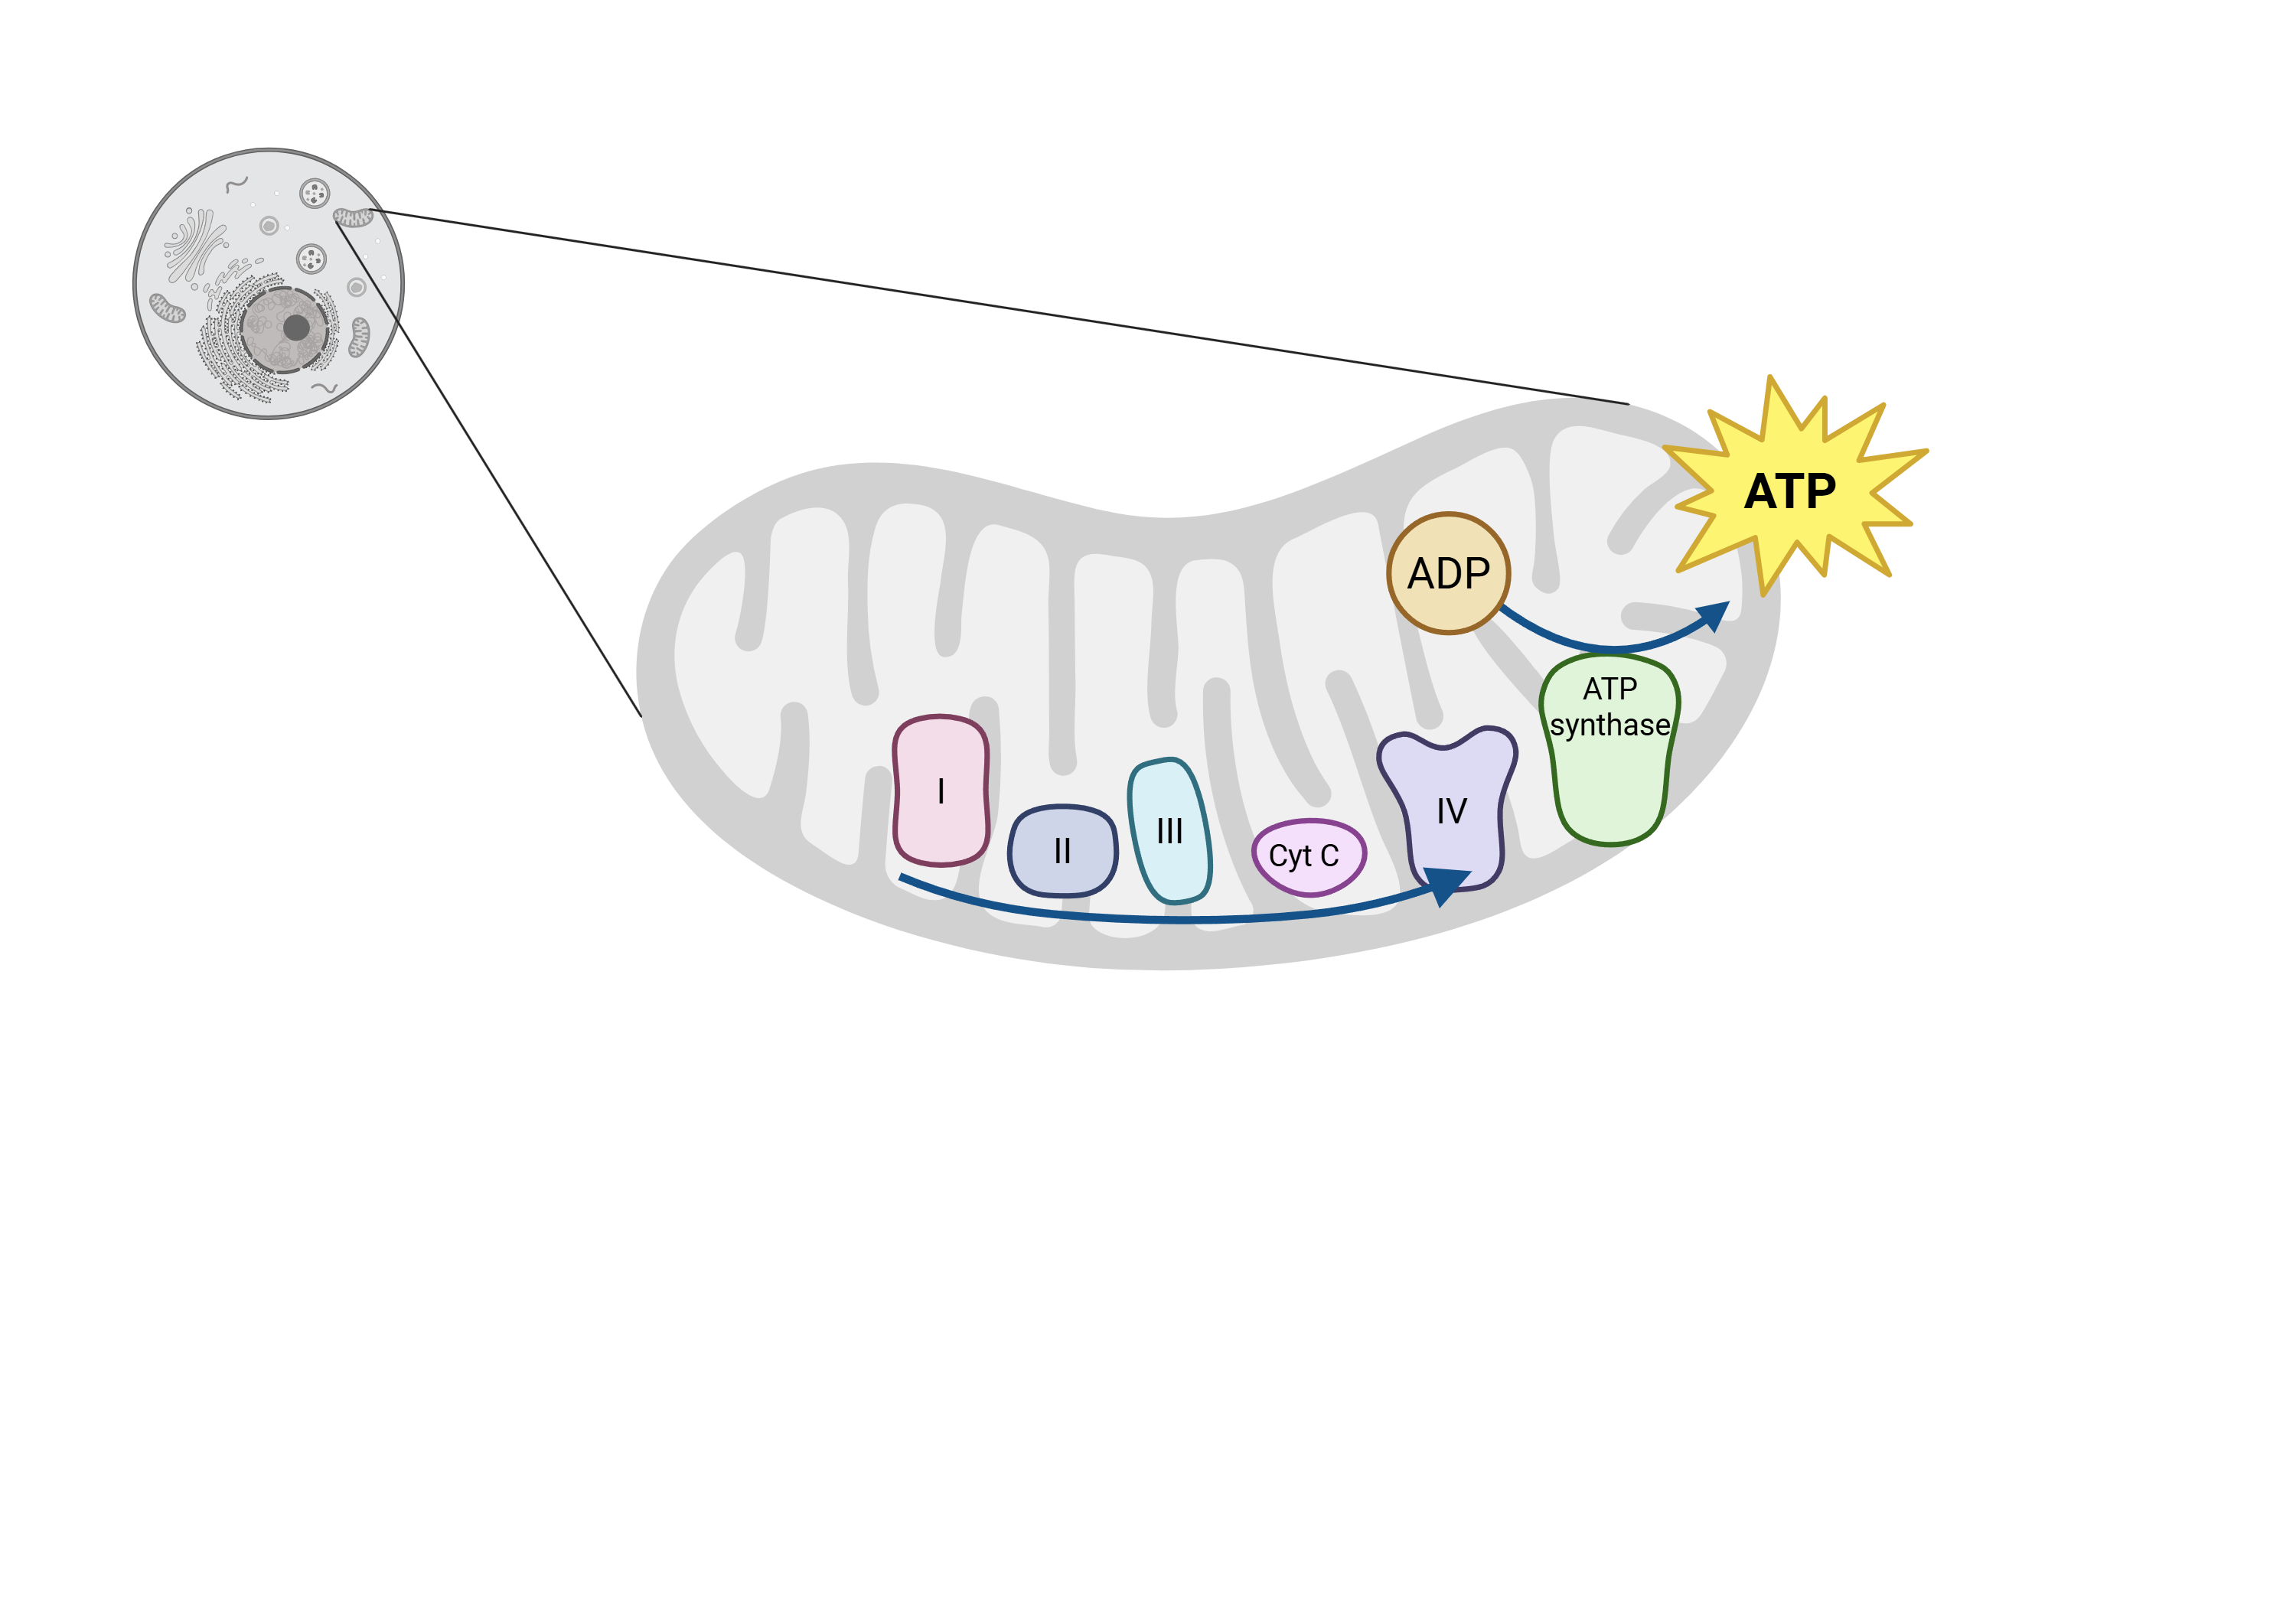 ATP
ADP
ATP
synthase
I
II
III
Cyt C
IV